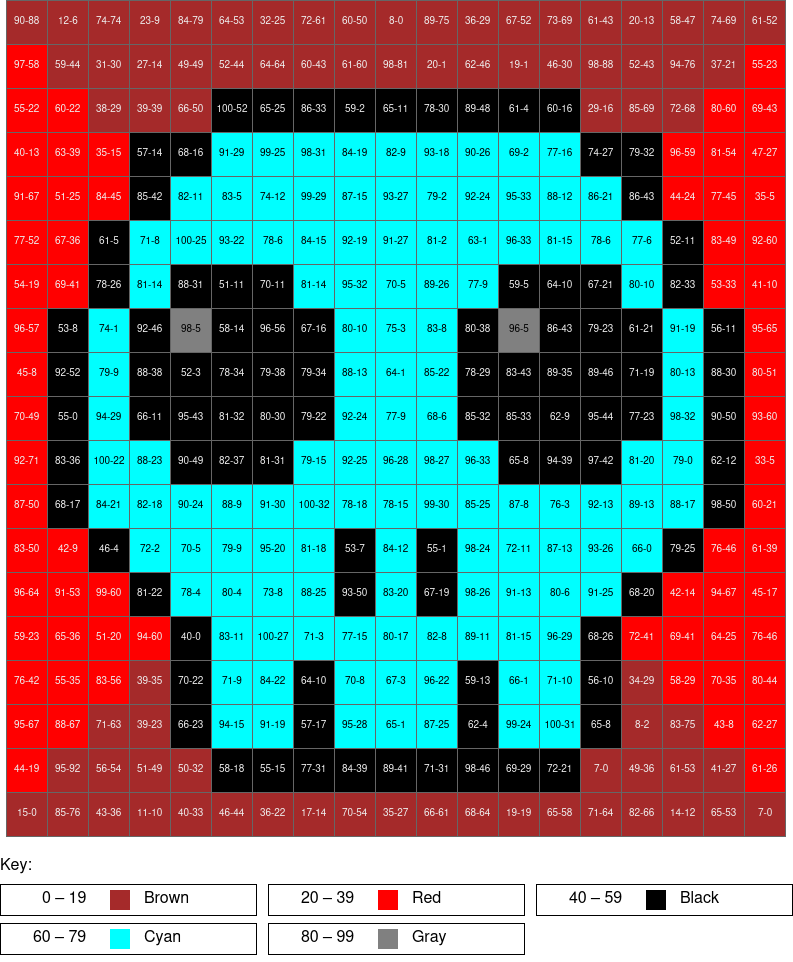 90-88 12-6 74-74 23-9 84-79 64-53 32-25 72-61 60-50 8-0 89-75 36-29 67-52 73-69 61-43 20-13 58-47 74-69 61-52
97-58 59-44 31-30 27-14 49-49 52-44 64-64 60-43 61-60 98-81 20-1 62-46 19-1 46-30 98-88 52-43 94-76 37-21 55-23
55-22 60-22 38-29 39-39 66-50 100-52 65-25 86-33 59-2 65-11 78-30 89-48 61-4 60-16 29-16 85-69 72-68 80-60 69-43
40-13 63-39 35-15 57-14 68-16 91-29 99-25 98-31 84-19 82-9 93-18 90-26 69-2 77-16 74-27 79-32 96-59 81-54 47-27
91-67 51-25 84-45 85-42 82-11 83-5 74-12 99-29 87-15 93-27 79-2 92-24 95-33 88-12 86-21 86-43 44-24 77-45 35-5
77-52 67-36 61-5 71-8 100-25 93-22 78-6 84-15 92-19 91-27 81-2 63-1 96-33 81-15 78-6 77-6 52-11 83-49 92-60
54-19 69-41 78-26 81-14 88-31 51-11 70-11 81-14 95-32 70-5 89-26 77-9 59-5 64-10 67-21 80-10 82-33 53-33 41-10
96-57 53-8 74-1 92-46 98-5 58-14 96-56 67-16 80-10 75-3 83-8 80-38 96-5 86-43 79-23 61-21 91-19 56-11 95-65
45-8 92-52 79-9 88-38 52-3 78-34 79-38 79-34 88-13 64-1 85-22 78-29 83-43 89-35 89-46 71-19 80-13 88-30 80-51
70-49 55-0 94-29 66-11 95-43 81-32 80-30 79-22 92-24 77-9 68-6 85-32 85-33 62-9 95-44 77-23 98-32 90-50 93-60
92-71 83-36 100-22 88-23 90-49 82-37 81-31 79-15 92-25 96-28 98-27 96-33 65-8 94-39 97-42 81-20 79-0 62-12 33-5
87-50 68-17 84-21 82-18 90-24 88-9 91-30 100-32 78-18 78-15 99-30 85-25 87-8 76-3 92-13 89-13 88-17 98-50 60-21
83-50 42-9 46-4 72-2 70-5 79-9 95-20 81-18 53-7 84-12 55-1 98-24 72-11 87-13 93-26 66-0 79-25 76-46 61-39
96-64 91-53 99-60 81-22 78-4 80-4 73-8 88-25 93-50 83-20 67-19 98-26 91-13 80-6 91-25 68-20 42-14 94-67 45-17
59-23 65-36 51-20 94-60 40-0 83-11 100-27 71-3 77-15 80-17 82-8 89-11 81-15 96-29 68-26 72-41 69-41 64-25 76-46
76-42 55-35 83-56 39-35 70-22 71-9 84-22 64-10 70-8 67-3 96-22 59-13 66-1 71-10 56-10 34-29 58-29 70-35 80-44
95-67 88-67 71-63 39-23 66-23 94-15 91-19 57-17 95-28 65-1 87-25 62-4 99-24 100-31 65-8 8-2 83-75 43-8 62-27
44-19 95-92 56-54 51-49 50-32 58-18 55-15 77-31 84-39 89-41 71-31 98-46 69-29 72-21 7-0 49-36 61-53 41-27 61-26
15-0 85-76 43-36 11-10 40-33 46-44 36-22 17-14 70-54 35-27 66-61 68-64 19-19 65-58 71-64 82-66 14-12 65-53 7-0
Key:
0 – 19 Brown 20 – 39 Red 40 – 59 Black
60 – 79 Cyan 80 – 99 Gray